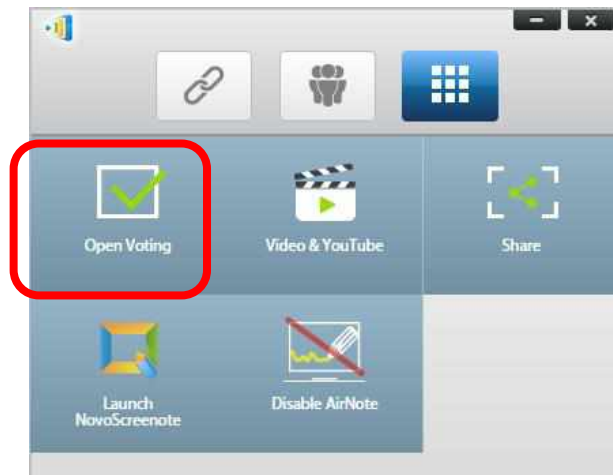 Open Voting
Video & YouTube
Share
Launch
NovoScreenote
Disable AirNote